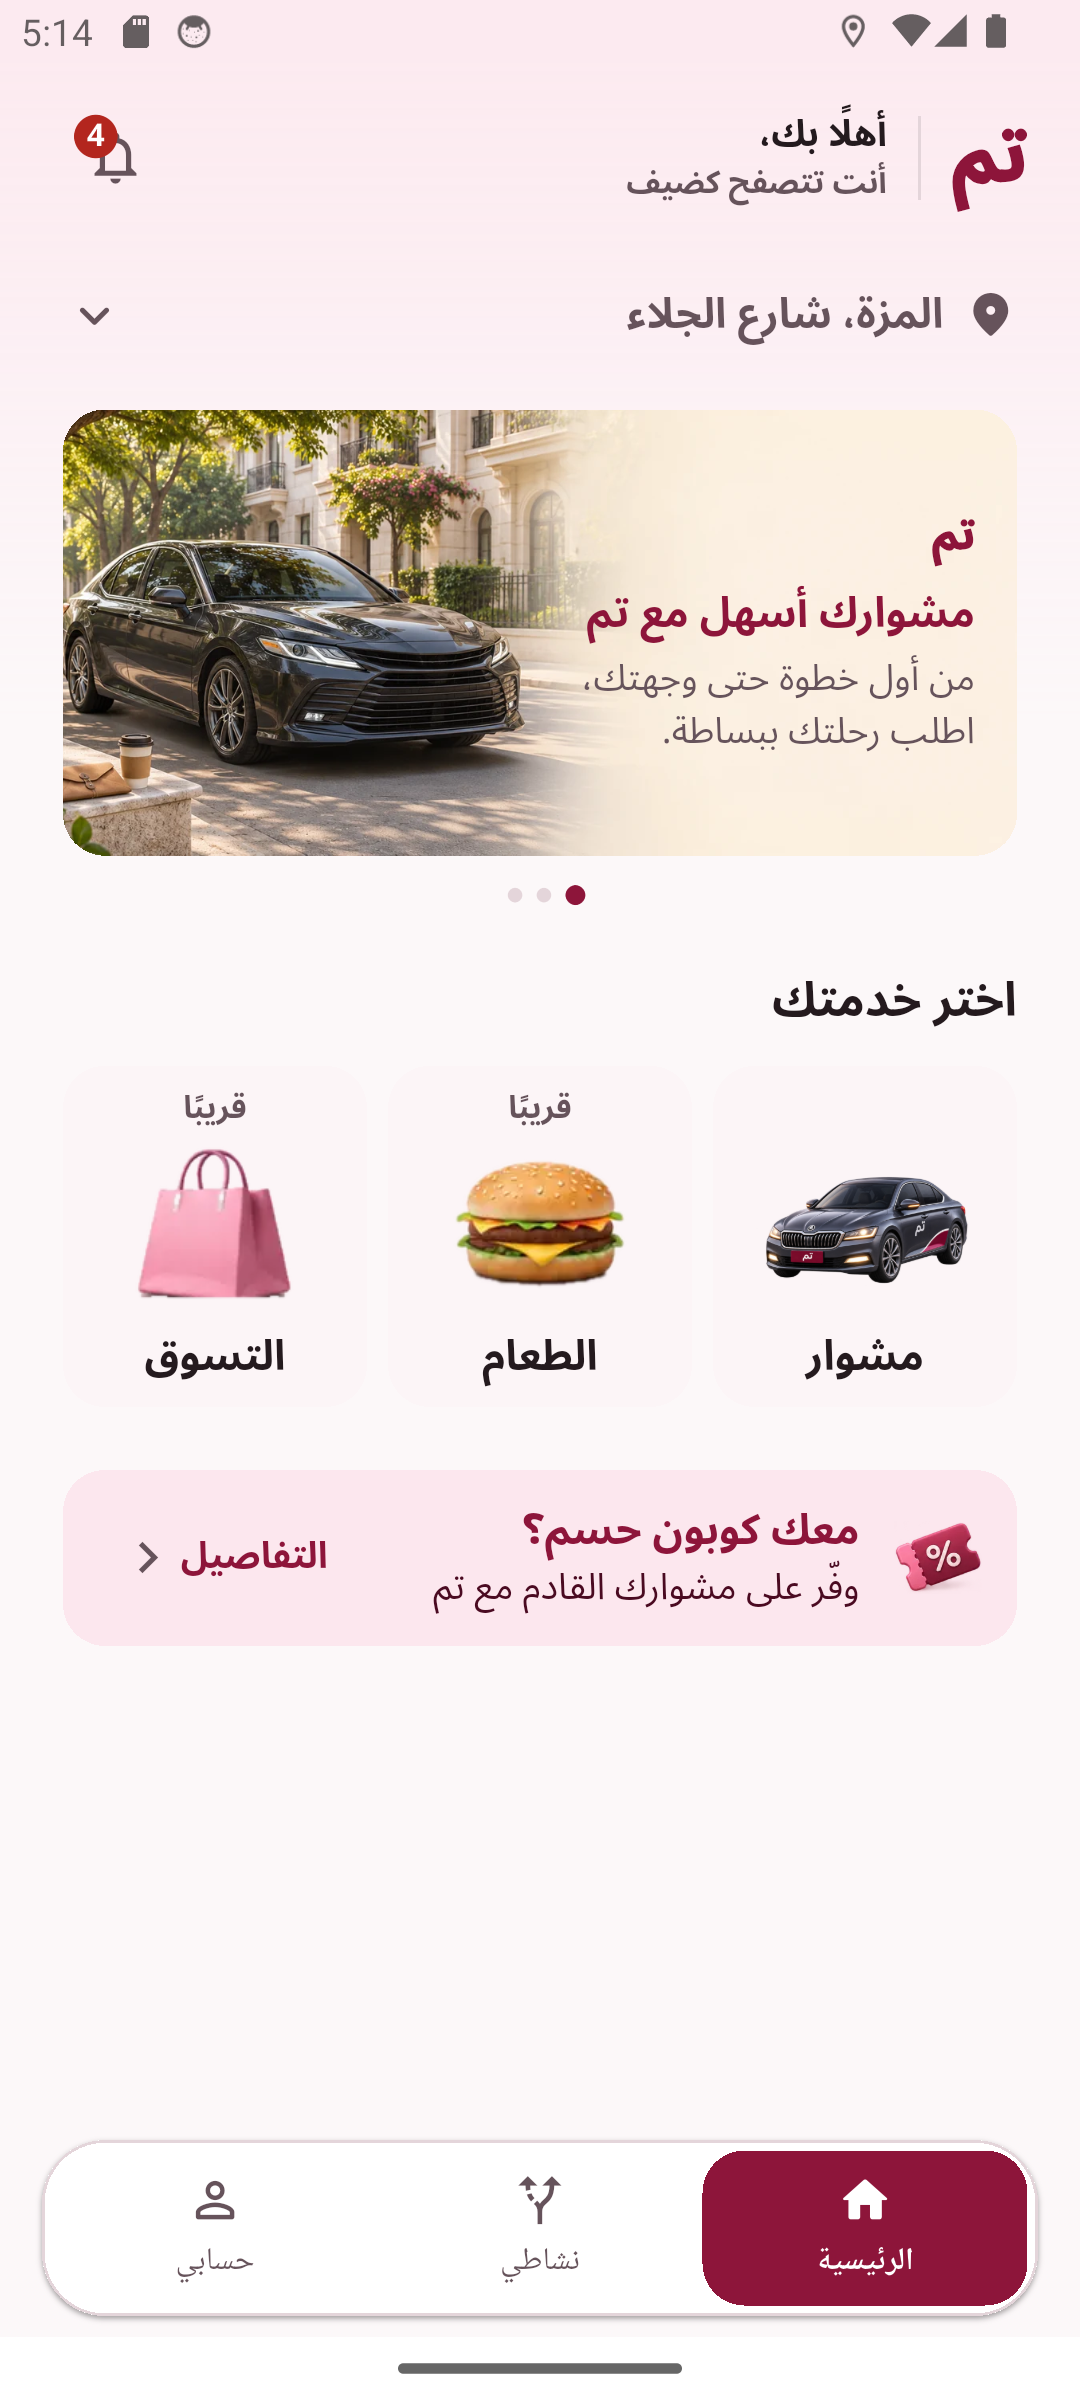 5:14
تم
أهلًا بك،
أنت تتصفح كضيف
4
المزة، شارع الجلاء
تم
مشوارك أسهل مع تم
من أول خطوة حتى وجهتك،
اطلب رحلتك ببساطة.
اختر خدمتك
تم
تم
مشوار
قريبًا
الطعام
قريبًا
التسوق
%
معك كوبون حسم؟
وفّر على مشوارك القادم مع تم
التفاصيل
الرئيسية
نشاطي
حسابي